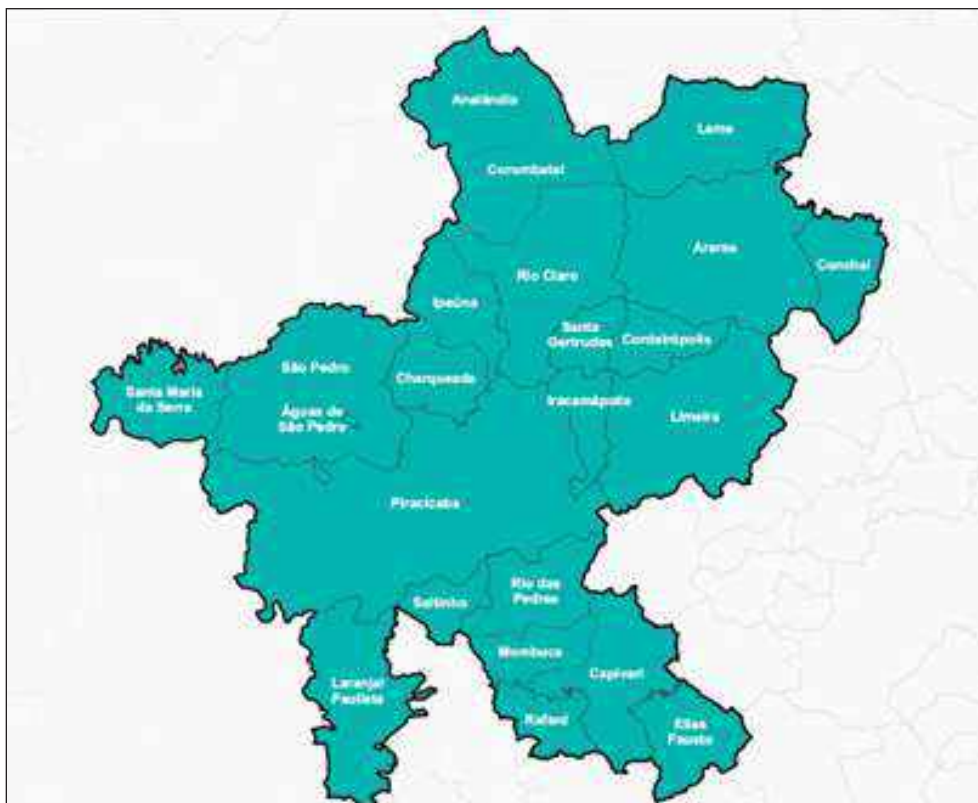 Analândia
Leme
Corumbataí
Araras
Conchal
Rio Claro
Ipeúna
Santa
Gertrudes
Cordeirópolis
São Pedro
Charqueada
Santa Maria
da Serra
Iracemápolis
Águas de
São Pedro
Limeira
Piracicaba
Rio das
Pedras
Saltinho
Mombuca
Capivari
Laranjal
Paulista
Rafard
Elias
Fausto